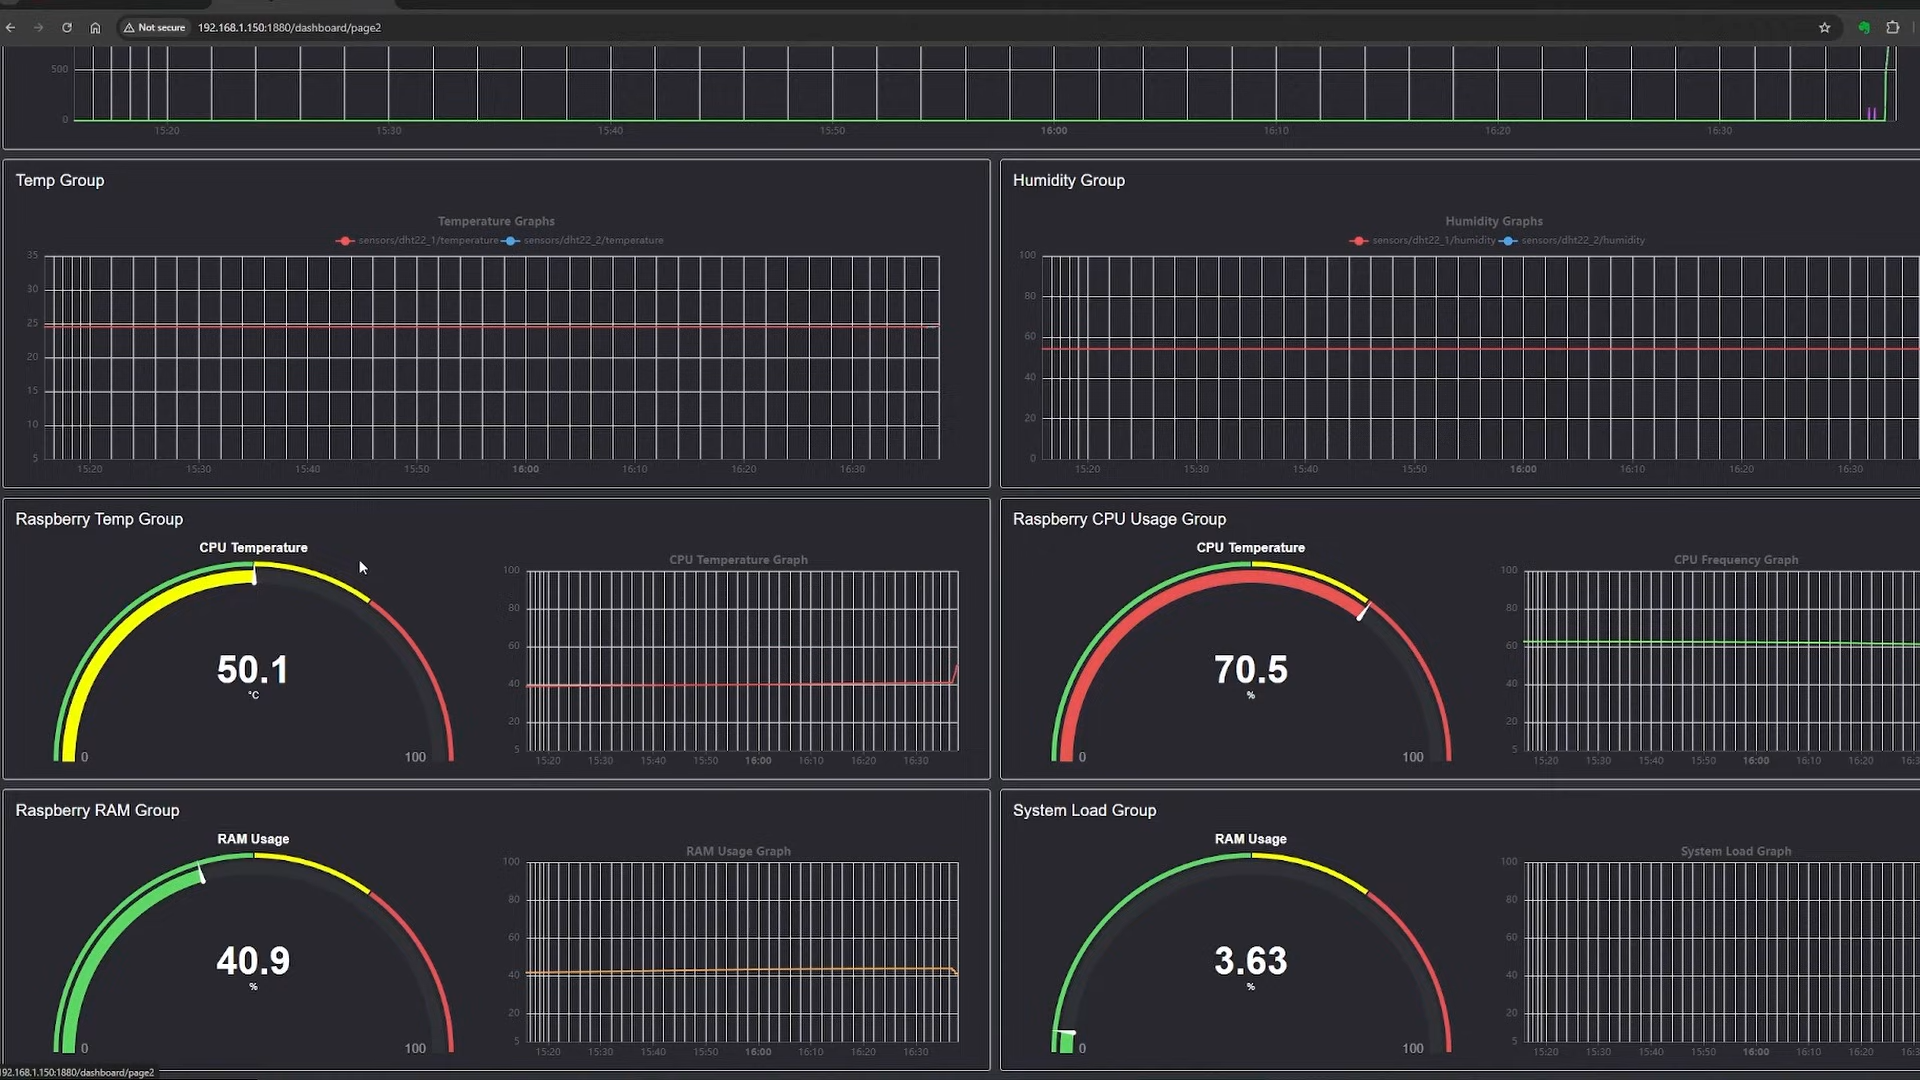 Not secure 192.168.1.150:1880/dashboard/page2
500
0
15:20 15:30 15:40 15:50 16:00 16:10 16:20 16:30
Temp Group
Temperature Graphs
sensors/dht22_1/temperature sensors/dht22_2/temperature
35
30
25
20
15
10
5
15:20 15:30 15:40 15:50 16:00 16:10 16:20 16:30
Humidity Group
Humidity Graphs
sensors/dht22_1/humidity sensors/dht22_2/humidity
100
80
60
40
20
0
15:20 15:30 15:40 15:50 16:00 16:10 16:20 16:30
Raspberry Temp Group
CPU Temperature
50.1
°C
0 100
CPU Temperature Graph
100
80
60
40
20
5
15:20 15:30 15:40 15:50 16:00 16:10 16:20 16:30
Raspberry CPU Usage Group
CPU Temperature
70.5
%
0 100
CPU Frequency Graph
100
80
60
40
20
5
15:20 15:30 15:40 15:50 16:00 16:10 16:20 16:3
Raspberry RAM Group
RAM Usage
40.9
%
0 100
RAM Usage Graph
100
80
60
40
20
5
15:20 15:30 15:40 15:50 16:00 16:10 16:20 16:30
System Load Group
RAM Usage
3.63
%
0 100
System Load Graph
100
80
60
40
20
5
15:20 15:30 15:40 15:50 16:00 16:10 16:20 16:3
192.168.1.150:1880/dashboard/page2